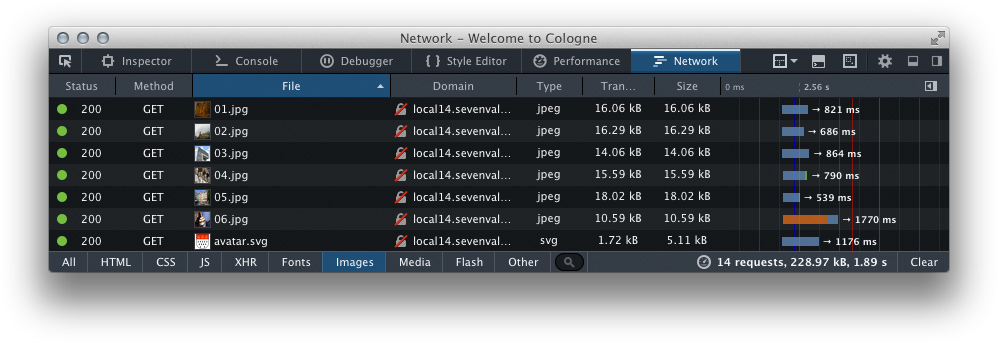 Network – Welcome to Cologne
Inspector Console Debugger { } Style Editor Performance Network
Status Method File Domain Type Tran... Size 0 ms 2.56 s
200 GET 01.jpg local14.sevenval... jpeg 16.06 kB 16.06 kB → 821 ms
200 GET 02.jpg local14.sevenval... jpeg 16.29 kB 16.29 kB → 686 ms
200 GET 03.jpg local14.sevenval... jpeg 14.06 kB 14.06 kB → 864 ms
200 GET 04.jpg local14.sevenval... jpeg 15.59 kB 15.59 kB → 790 ms
200 GET 05.jpg local14.sevenval... jpeg 18.02 kB 18.02 kB → 539 ms
200 GET 06.jpg local14.sevenval... jpeg 10.59 kB 10.59 kB → 1770 ms
200 GET avatar.svg local14.sevenval... svg 1.72 kB 5.11 kB → 1176 ms
All HTML CSS JS XHR Fonts Images Media Flash Other 14 requests, 228.97 kB, 1.89 s Clear